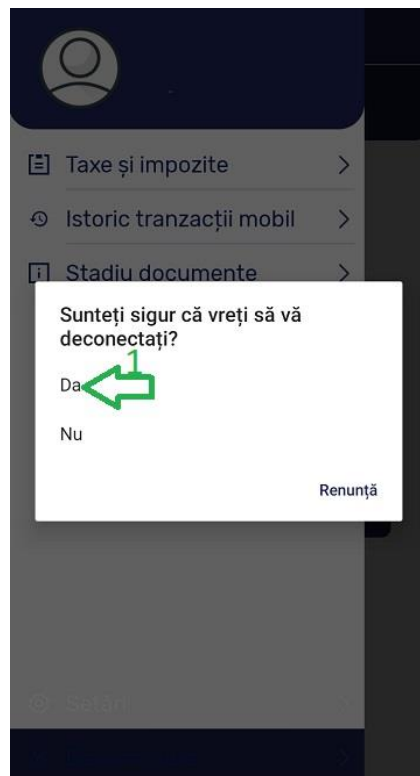 Taxe și impozite
Istoric tranzacții mobil
Stadiu documente
Sunteți sigur că vreți să vă
deconectați?
1
Da
Nu
Renunță
Setări